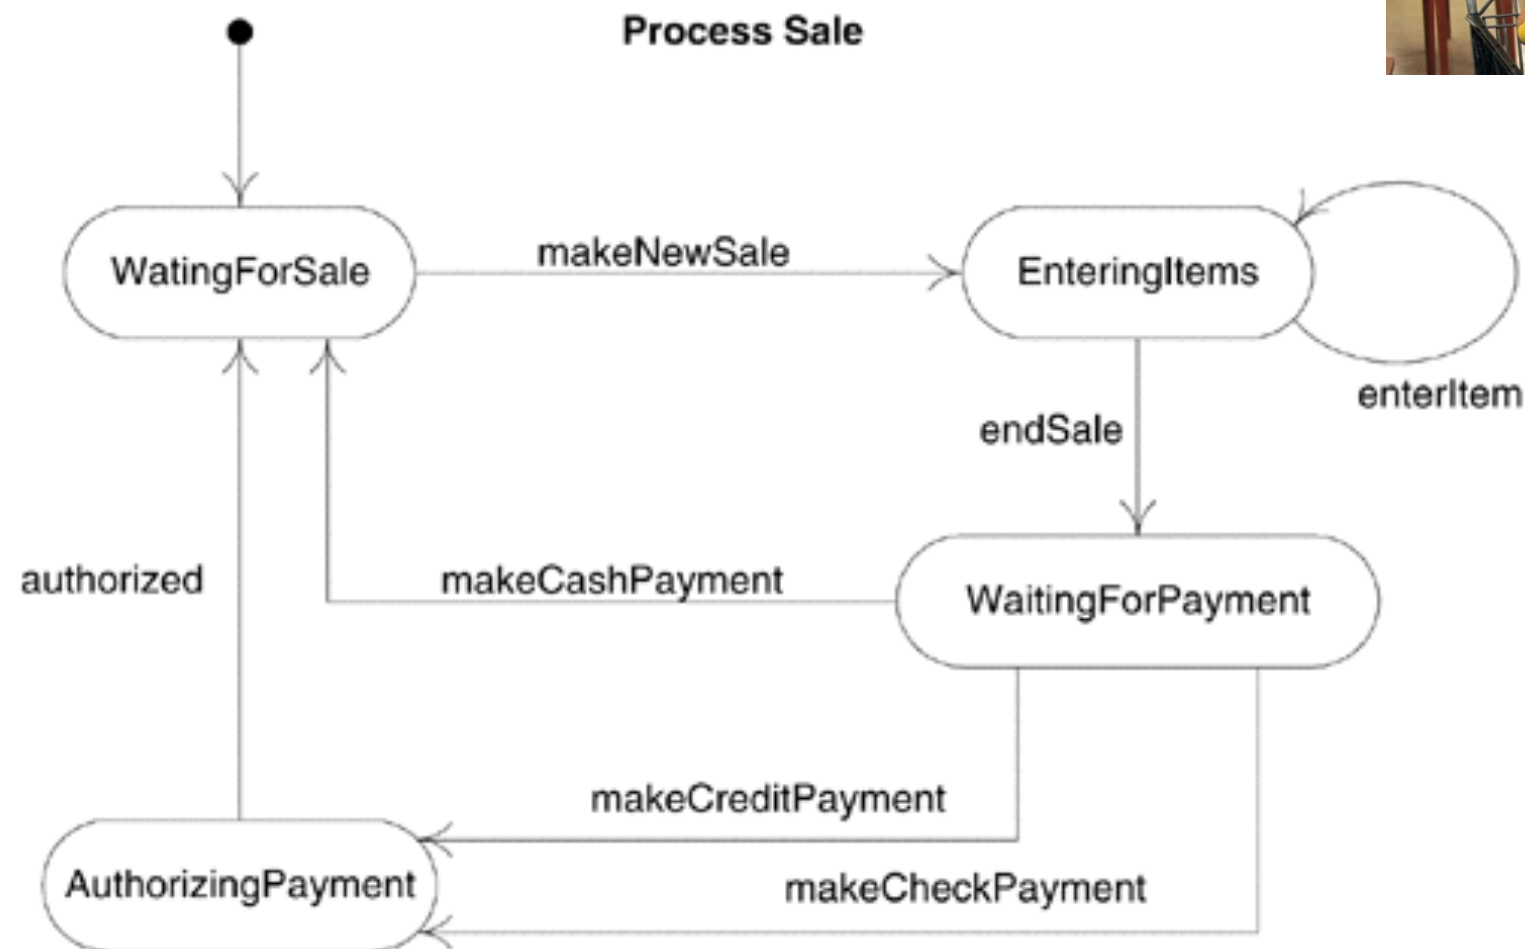 Process Sale
WatingForSale
makeNewSale
EnteringItems
enterItem
endSale
authorized
makeCashPayment
WaitingForPayment
makeCreditPayment
AuthorizingPayment
makeCheckPayment